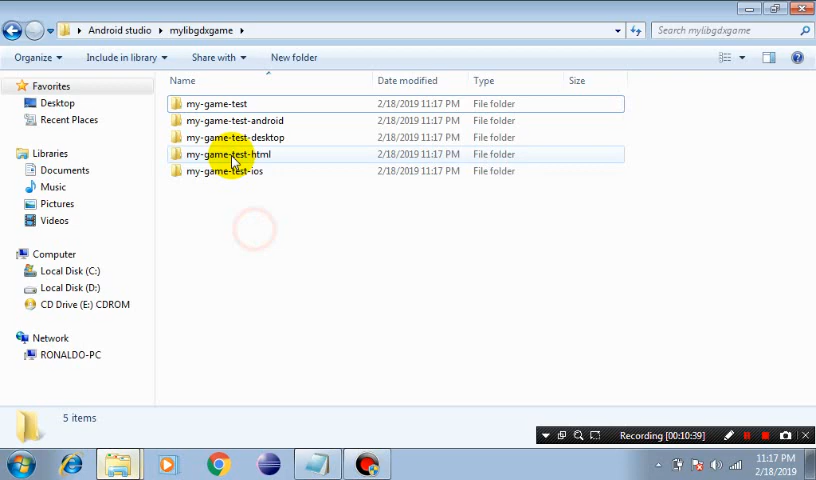 Android studio ▸ mylibgdxgame ▸
Search mylibgdxgame
Organize ▾ Include in library ▾ Share with ▾ New folder
Favorites
Desktop
Recent Places
Libraries
Documents
Music
Pictures
Videos
Computer
Local Disk (C:)
Local Disk (D:)
CD Drive (E:) CDROM
Network
RONALDO-PC
Name Date modified Type Size
my-game-test 2/18/2019 11:17 PM File folder
my-game-test-android 2/18/2019 11:17 PM File folder
my-game-test-desktop 2/18/2019 11:17 PM File folder
my-game-test-html 2/18/2019 11:17 PM File folder
my-game-test-ios 2/18/2019 11:17 PM File folder
5 items
Recording [00:10:39]
11:17 PM
2/18/2019